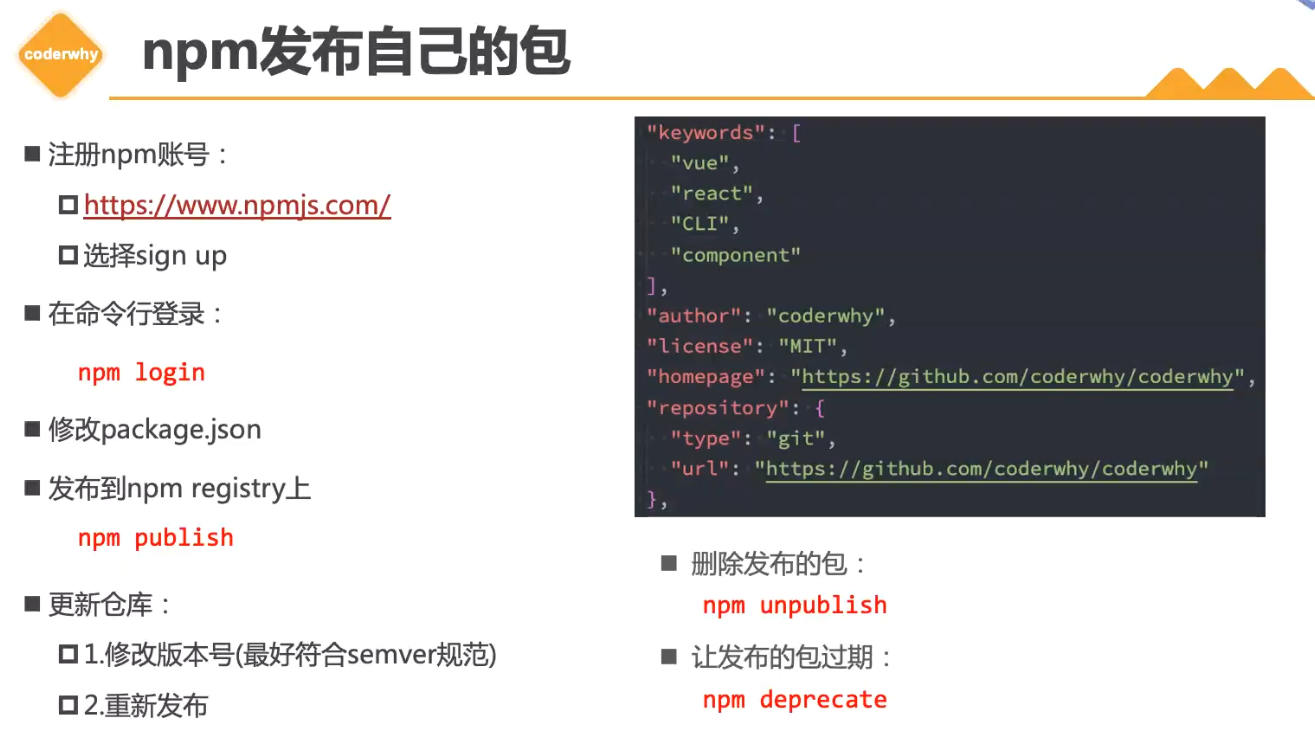 coderwhy
npm发布自己的包
注册npm账号：
https://www.npmjs.com/
选择sign up
在命令行登录：
npm login
修改package.json
发布到npm registry上
npm publish
更新仓库：
1.修改版本号(最好符合semver规范)
2.重新发布
"keywords": [
"vue",
"react",
"CLI",
"component"
],
"author": "coderwhy",
"license": "MIT",
"homepage": "https://github.com/coderwhy/coderwhy",
"repository": {
"type": "git",
"url": "https://github.com/coderwhy/coderwhy"
},
删除发布的包：
npm unpublish
让发布的包过期：
npm deprecate